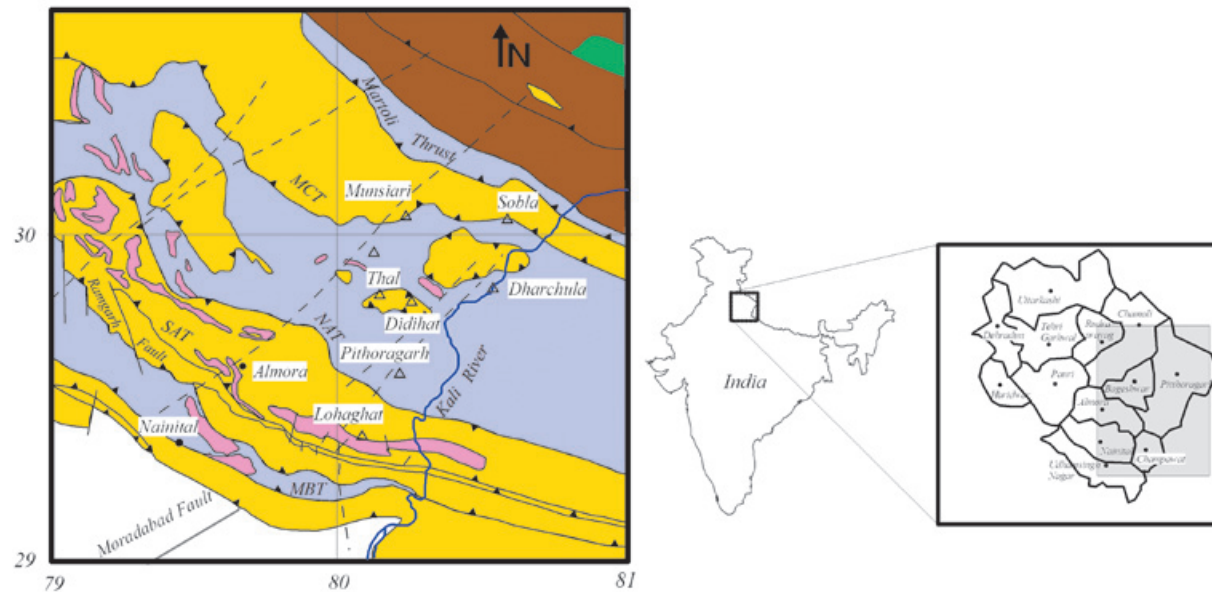 N
Martoli
Thrust
MCT
Munsiari
Sobla
30
Thal
Dharchula
Didihat
Ramgarh
Fault
SAT
NAT
Pithoragarh
Almora
Kali River
Lohaghat
Nainital
MBT
Moradabad Fault
29
79
80
81
India
Uttarkashi
Chamoli
Dehradun
Tehri
Garhwal
Pauri
Haridwar
Bageshwar
Almora
Nainital
Champawat
Nagar